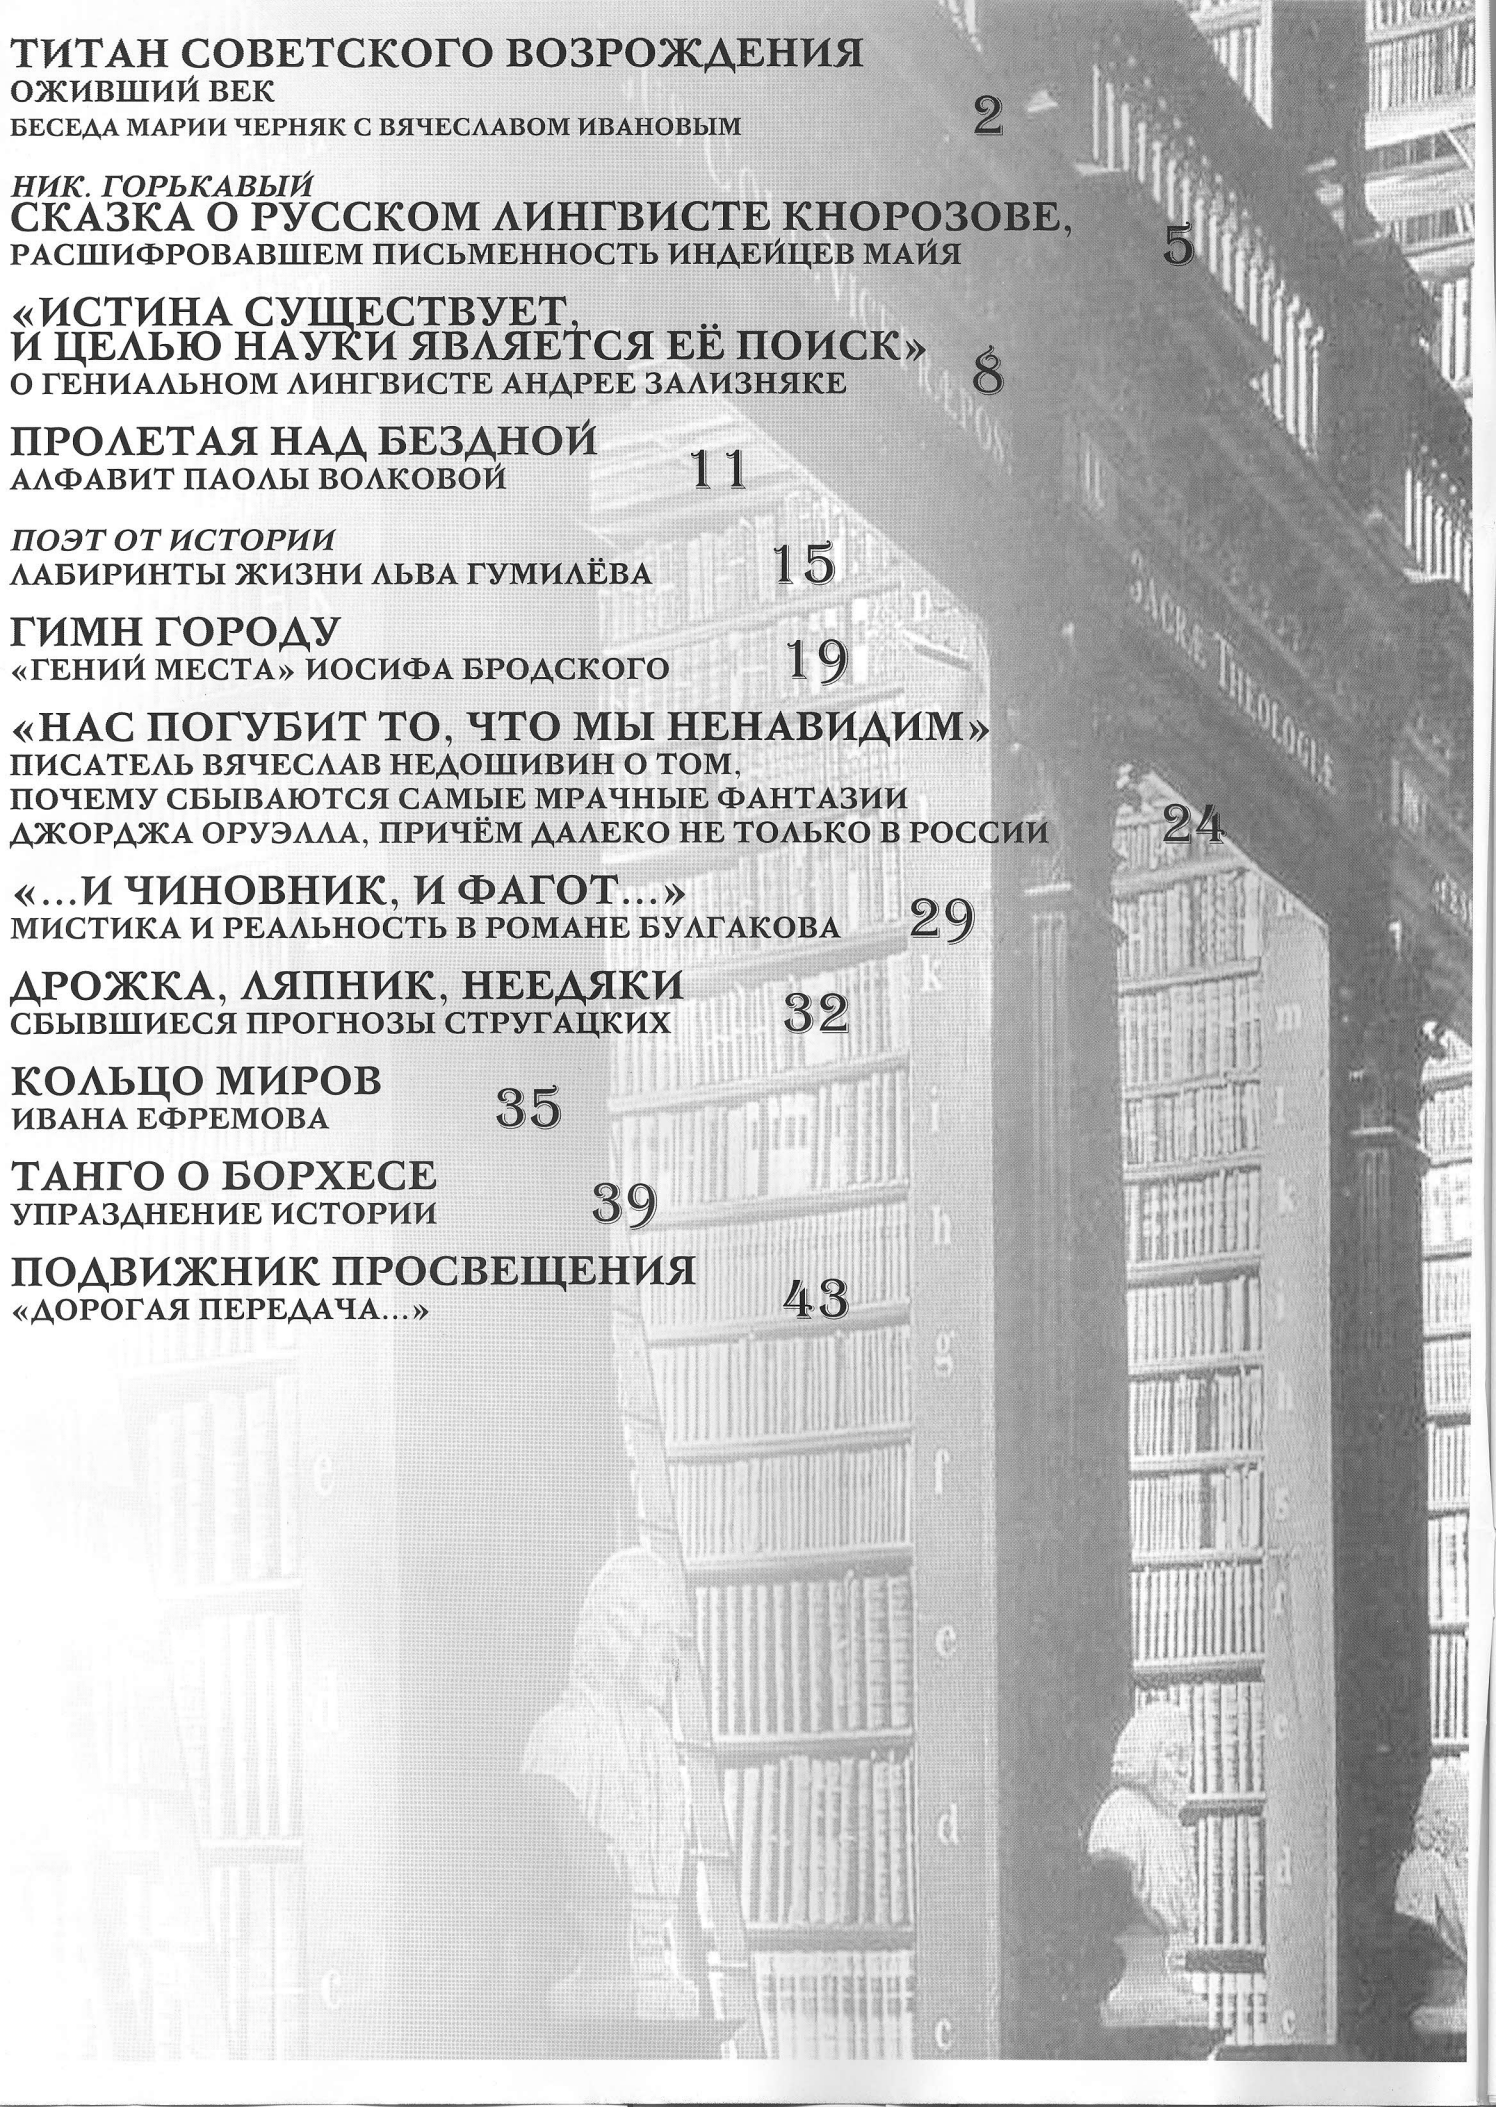 ТИТАН СОВЕТСКОГО ВОЗРОЖДЕНИЯ
ОЖИВШИЙ ВЕК
БЕСЕДА МАРИИ ЧЕРНЯК С ВЯЧЕСЛАВОМ ИВАНОВЫМ 2
НИК. ГОРЬКАВЫЙ
СКАЗКА О РУССКОМ ЛИНГВИСТЕ КНОРОЗОВЕ,
РАСШИФРОВАВШЕМ ПИСЬМЕННОСТЬ ИНДЕЙЦЕВ МАЙЯ 5
«ИСТИНА СУЩЕСТВУЕТ,
И ЦЕЛЬЮ НАУКИ ЯВЛЯЕТСЯ ЕЁ ПОИСК»
О ГЕНИАЛЬНОМ ЛИНГВИСТЕ АНДРЕЕ ЗАЛИЗНЯКЕ 8
ПРОЛЕТАЯ НАД БЕЗДНОЙ
АЛФАВИТ ПАОЛЫ ВОЛКОВОЙ 11
ПОЭТ ОТ ИСТОРИИ
ЛАБИРИНТЫ ЖИЗНИ ЛЬВА ГУМИЛЁВА 15
ГИМН ГОРОДУ
«ГЕНИЙ МЕСТА» ИОСИФА БРОДСКОГО 19
«НАС ПОГУБИТ ТО, ЧТО МЫ НЕНАВИДИМ»
ПИСАТЕЛЬ ВЯЧЕСЛАВ НЕДОШИВИН О ТОМ,
ПОЧЕМУ СБЫВАЮТСЯ САМЫЕ МРАЧНЫЕ ФАНТАЗИИ
ДЖОРДЖА ОРУЭЛЛА, ПРИЧЁМ ДАЛЕКО НЕ ТОЛЬКО В РОССИИ 24
«...И ЧИНОВНИК, И ФАГОТ...»
МИСТИКА И РЕАЛЬНОСТЬ В РОМАНЕ БУЛГАКОВА 29
ДРОЖКА, ЛЯПНИК, НЕЕДЯКИ
СБЫВШИЕСЯ ПРОГНОЗЫ СТРУГАЦКИХ 32
КОЛЬЦО МИРОВ
ИВАНА ЕФРЕМОВА 35
ТАНГО О БОРХЕСЕ
УПРАЗДНЕНИЕ ИСТОРИИ 39
ПОДВИЖНИК ПРОСВЕЩЕНИЯ
«ДОРОГАЯ ПЕРЕДАЧА...» 43
SACRÆ THEOLOGIÆ
k
i
h
g
f
e
d
c